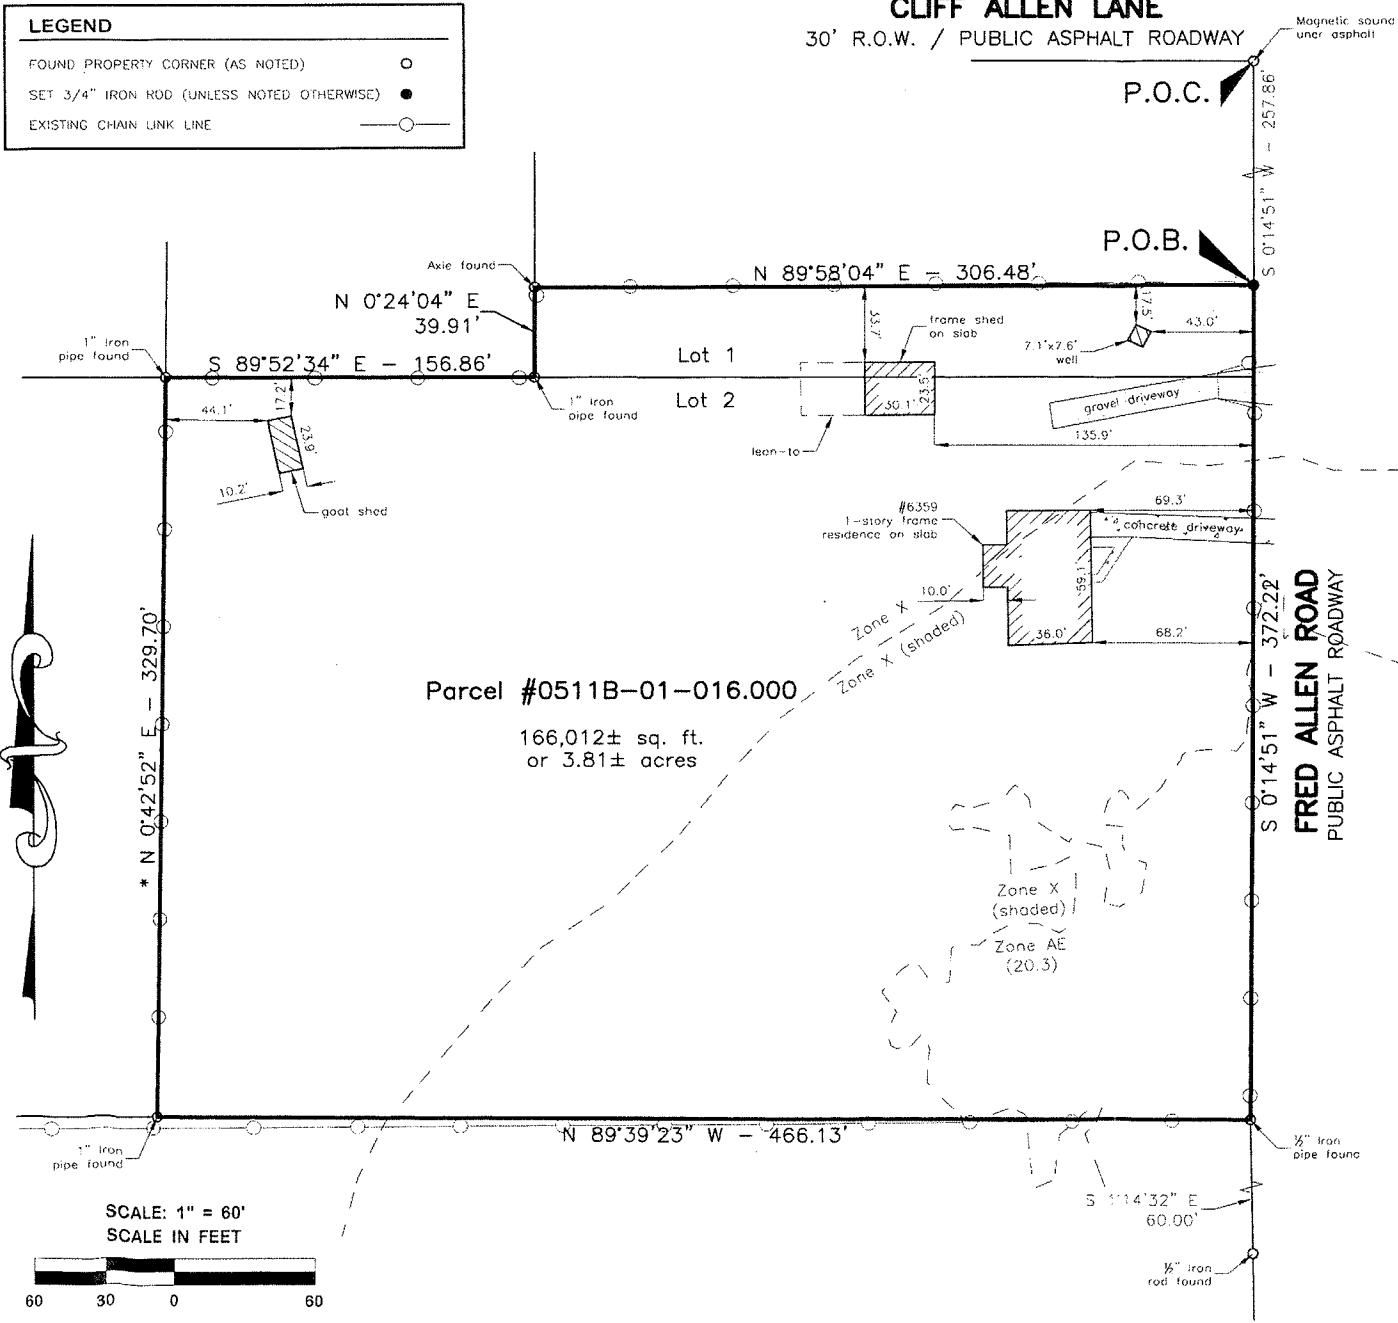 LEGEND
FOUND PROPERTY CORNER (AS NOTED)
SET 3/4" IRON ROD (UNLESS NOTED OTHERWISE)
EXISTING CHAIN LINK LINE
CLIFF ALLEN LANE
30' R.O.W. / PUBLIC ASPHALT ROADWAY
Magnetic sound
uner asphalt
P.O.C.
S 0°14'51" W - 257.86'
P.O.B.
Axle found
N 89°58'04" E - 306.48'
N 0°24'04" E
39.91'
1" Iron
pipe found
S 89°52'34" E - 156.86'
Lot 1
Lot 2
1" Iron
pipe found
33.7'
frame shed
on slab
17.5'
43.0'
7.1'x7.6'
well
30.1'
23.5'
lean-to
gravel driveway
135.9'
44.1'
17.2'
23.9'
10.2'
goat shed
#6359
1-story frame
residence on slab
69.3'
concrete driveway
10.0'
59.1'
36.0'
68.2'
Zone X
Zone X (shaded)
* N 0°42'52" E - 329.70'
Parcel #0511B-01-016.000
166,012± sq. ft.
or 3.81± acres
S 0°14'51" W - 372.22'
FRED ALLEN ROAD
PUBLIC ASPHALT ROADWAY
Zone X
(shaded)
Zone AE
(20.3)
1" Iron
pipe found
N 89°39'23" W - 466.13'
½" Iron
pipe found
S 1°14'32" E
60.00'
½" Iron
rod found
SCALE: 1" = 60'
SCALE IN FEET
60 30 0 60